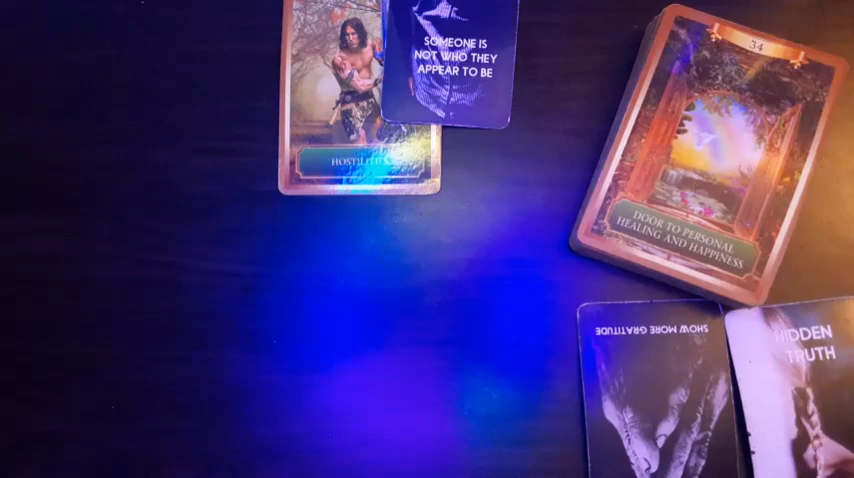 SOMEONE IS
NOT WHO THEY
APPEAR TO BE
HOSTILITIES
34
DOOR TO PERSONAL
HEALING AND HAPPINESS
SHOW MORE GRATITUDE
HIDDEN
TRUTH